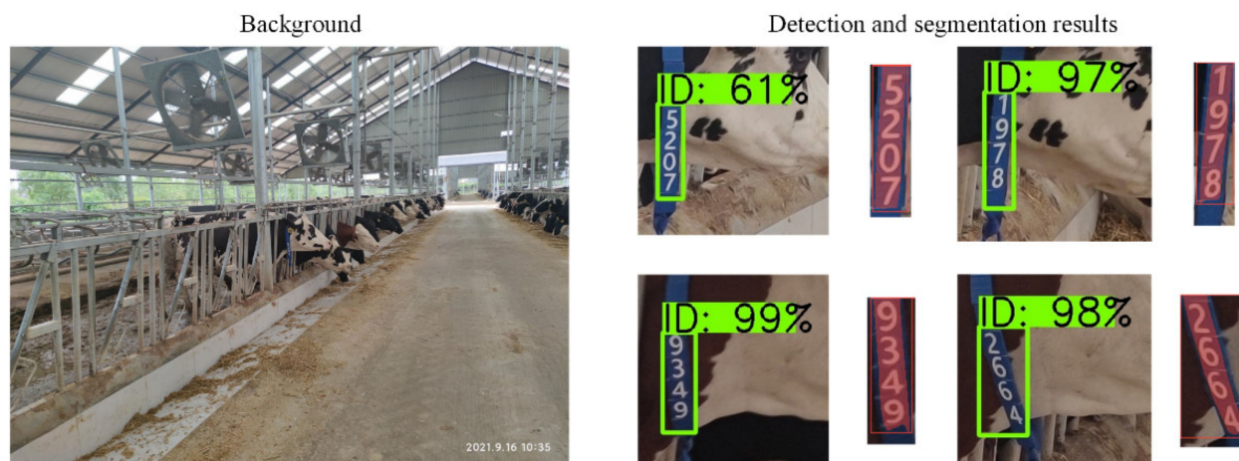 Background
Detection and segmentation results
2021.9.16 10:35
ID: 61%
5207
5207
ID: 97%
1978
1978
ID: 99%
9349
9349
ID: 98%
2664
2664